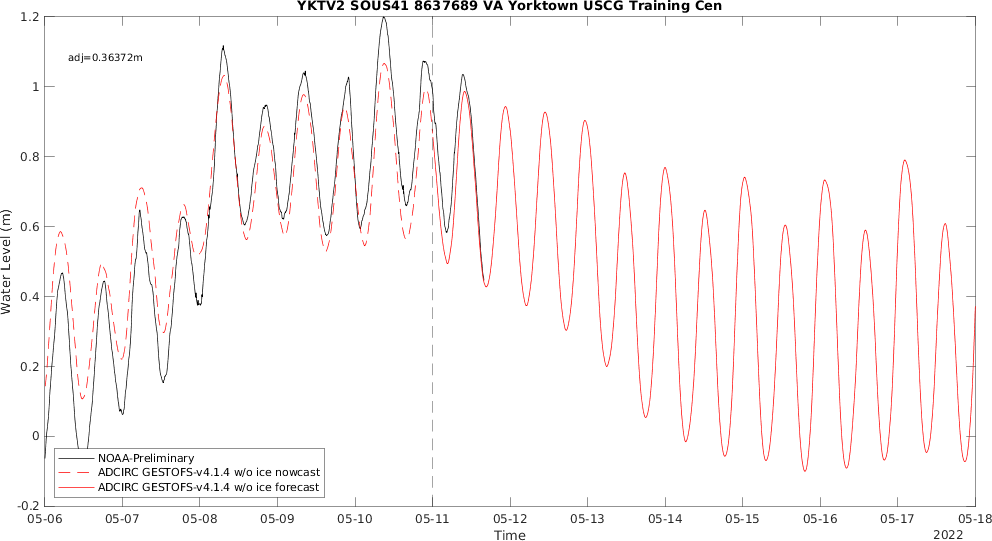 YKTV2 SOUS41 8637689 VA Yorktown USCG Training Cen
adj=0.36372m
1.2
1
0.8
0.6
0.4
0.2
0
-0.2
Water Level (m)
NOAA-Preliminary
ADCIRC GESTOFS-v4.1.4 w/o ice nowcast
ADCIRC GESTOFS-v4.1.4 w/o ice forecast
05-06 05-07 05-08 05-09 05-10 05-11 05-12 05-13 05-14 05-15 05-16 05-17 05-18
Time
2022